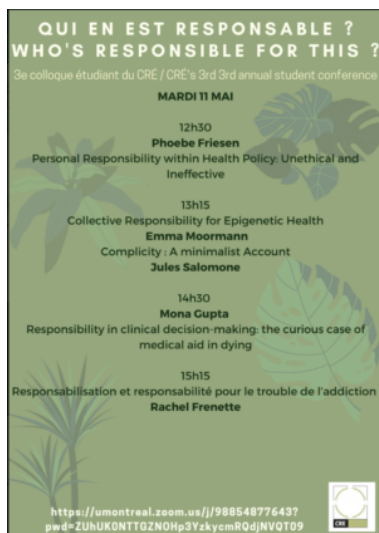 QUI EN EST RESPONSABLE ?
WHO'S RESPONSIBLE FOR THIS ?
3e colloque étudiant du CRÉ / CRÉ's 3rd 3rd annual student conference
MARDI 11 MAI
12h30
Phoebe Friesen
Personal Responsibility within Health Policy: Unethical and
Ineffective
13h15
Collective Responsibility for Epigenetic Health
Emma Moormann
Complicity : A minimalist Account
Jules Salomone
14h30
Mona Gupta
Responsibility in clinical decision-making: the curious case of
medical aid in dying
15h15
Responsabilisation et responsabilité pour le trouble de l'addiction
Rachel Frenette
https://umontreal.zoom.us/j/98854877643?
pwd=ZUhUK0NTTGZNOHp3YzkycmRQdjNVQT09
CRÉ